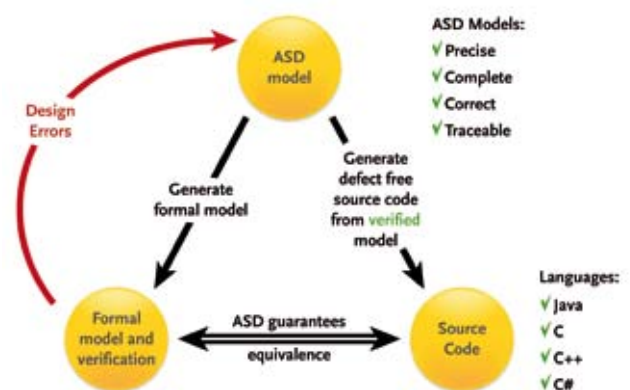 ASD
model
ASD Models:
√ Precise
√ Complete
√ Correct
√ Traceable
Design
Errors
Generate
formal model
Generate
defect free
source code
from verified
model
Formal
model and
verification
ASD guarantees
equivalence
Source
Code
Languages:
√ Java
√ C
√ C++
√ C#